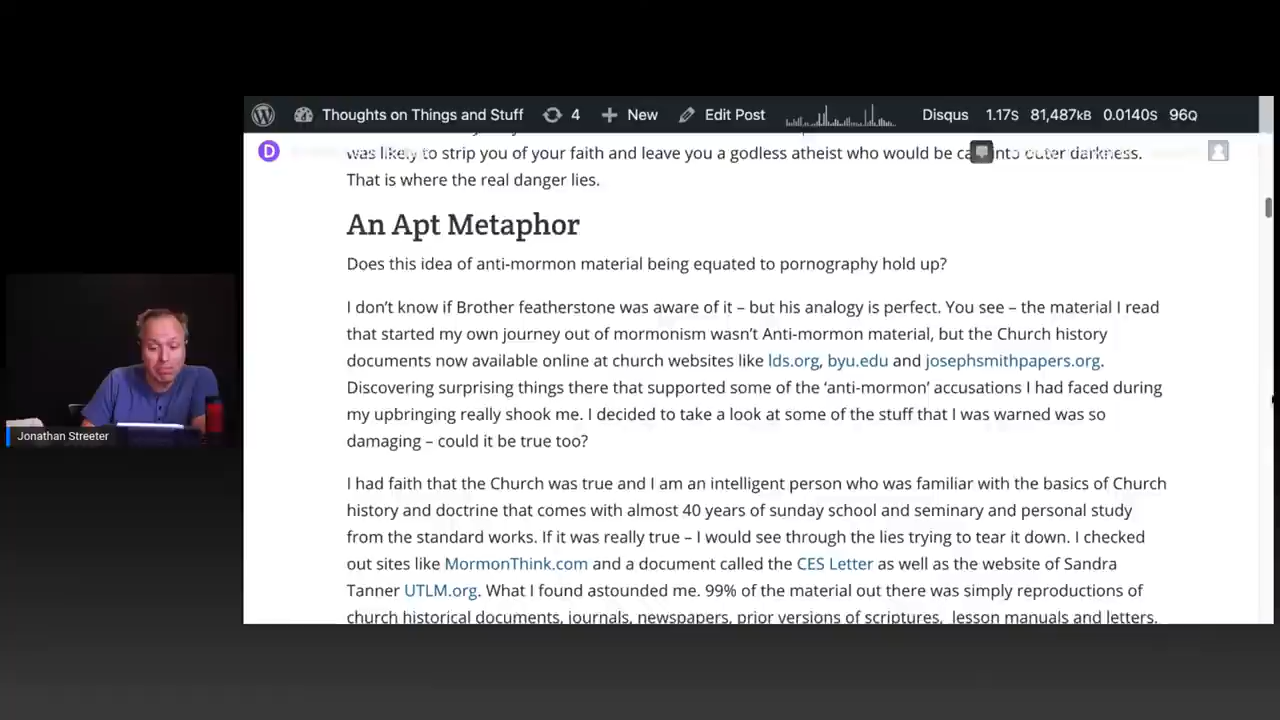 Thoughts on Things and Stuff 4 New Edit Post Disqus 1.17S 81,487KB 0.0140S 96Q
D
was likely to strip you of your faith and leave you a godless atheist who would be into outer darkness.
That is where the real danger lies.
An Apt Metaphor
Does this idea of anti-mormon material being equated to pornography hold up?
I don't know if Brother featherstone was aware of it – but his analogy is perfect. You see – the material I read
that started my own journey out of mormonism wasn't Anti-mormon material, but the Church history
documents now available online at church websites like lds.org, byu.edu and josephsmithpapers.org.
Discovering surprising things there that supported some of the 'anti-mormon' accusations I had faced during
my upbringing really shook me. I decided to take a look at some of the stuff that I was warned was so
damaging – could it be true too?
I had faith that the Church was true and I am an intelligent person who was familiar with the basics of Church
history and doctrine that comes with almost 40 years of sunday school and seminary and personal study
from the standard works. If it was really true – I would see through the lies trying to tear it down. I checked
out sites like MormonThink.com and a document called the CES Letter as well as the website of Sandra
Tanner UTLM.org. What I found astounded me. 99% of the material out there was simply reproductions of
church historical documents, journals, newspapers, prior versions of scriptures, lesson manuals and letters.
Jonathan Streeter